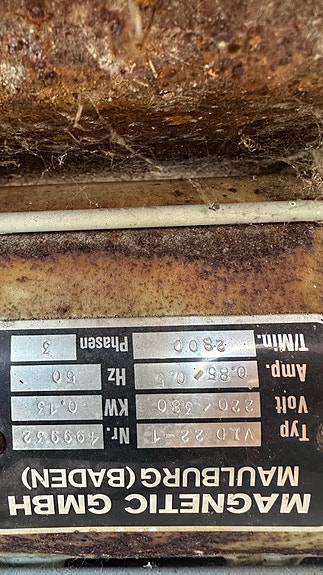 MAGNETIC GMBH
MAULBURG (BADEN)
Typ VLD 22-1 Nr. 499932
Volt 220/380 KW 0,13
Amp. 0,85/0,5 Hz 50
T/Min. 2800 Phasen 3